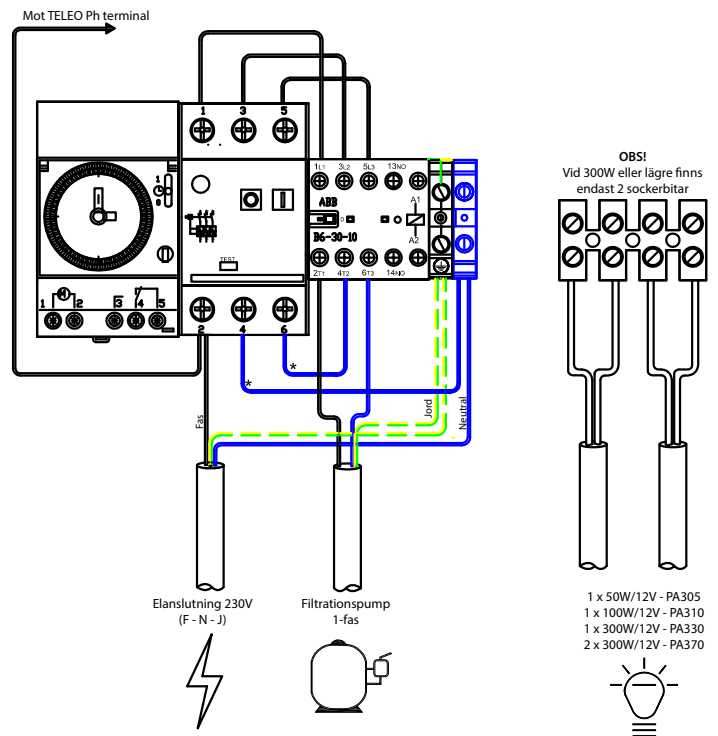 Mot TELEO Ph terminal
1 3 5
1L1 3L2 5L3 13NO
ABB
A1
1
0
0
B6-30-10
A2
TEST
2T1 4T2 6T3 14NO
1 M 2 3 4 5
2 4 6
*
*
Fas
Jord
Neutral
Elanslutning 230V
(F - N - J)
Filtrationspump
1-fas
OBS!
Vid 300W eller lägre finns
endast 2 sockerbitar
1 x 50W/12V - PA305
1 x 100W/12V - PA310
1 x 300W/12V - PA330
2 x 300W/12V - PA370